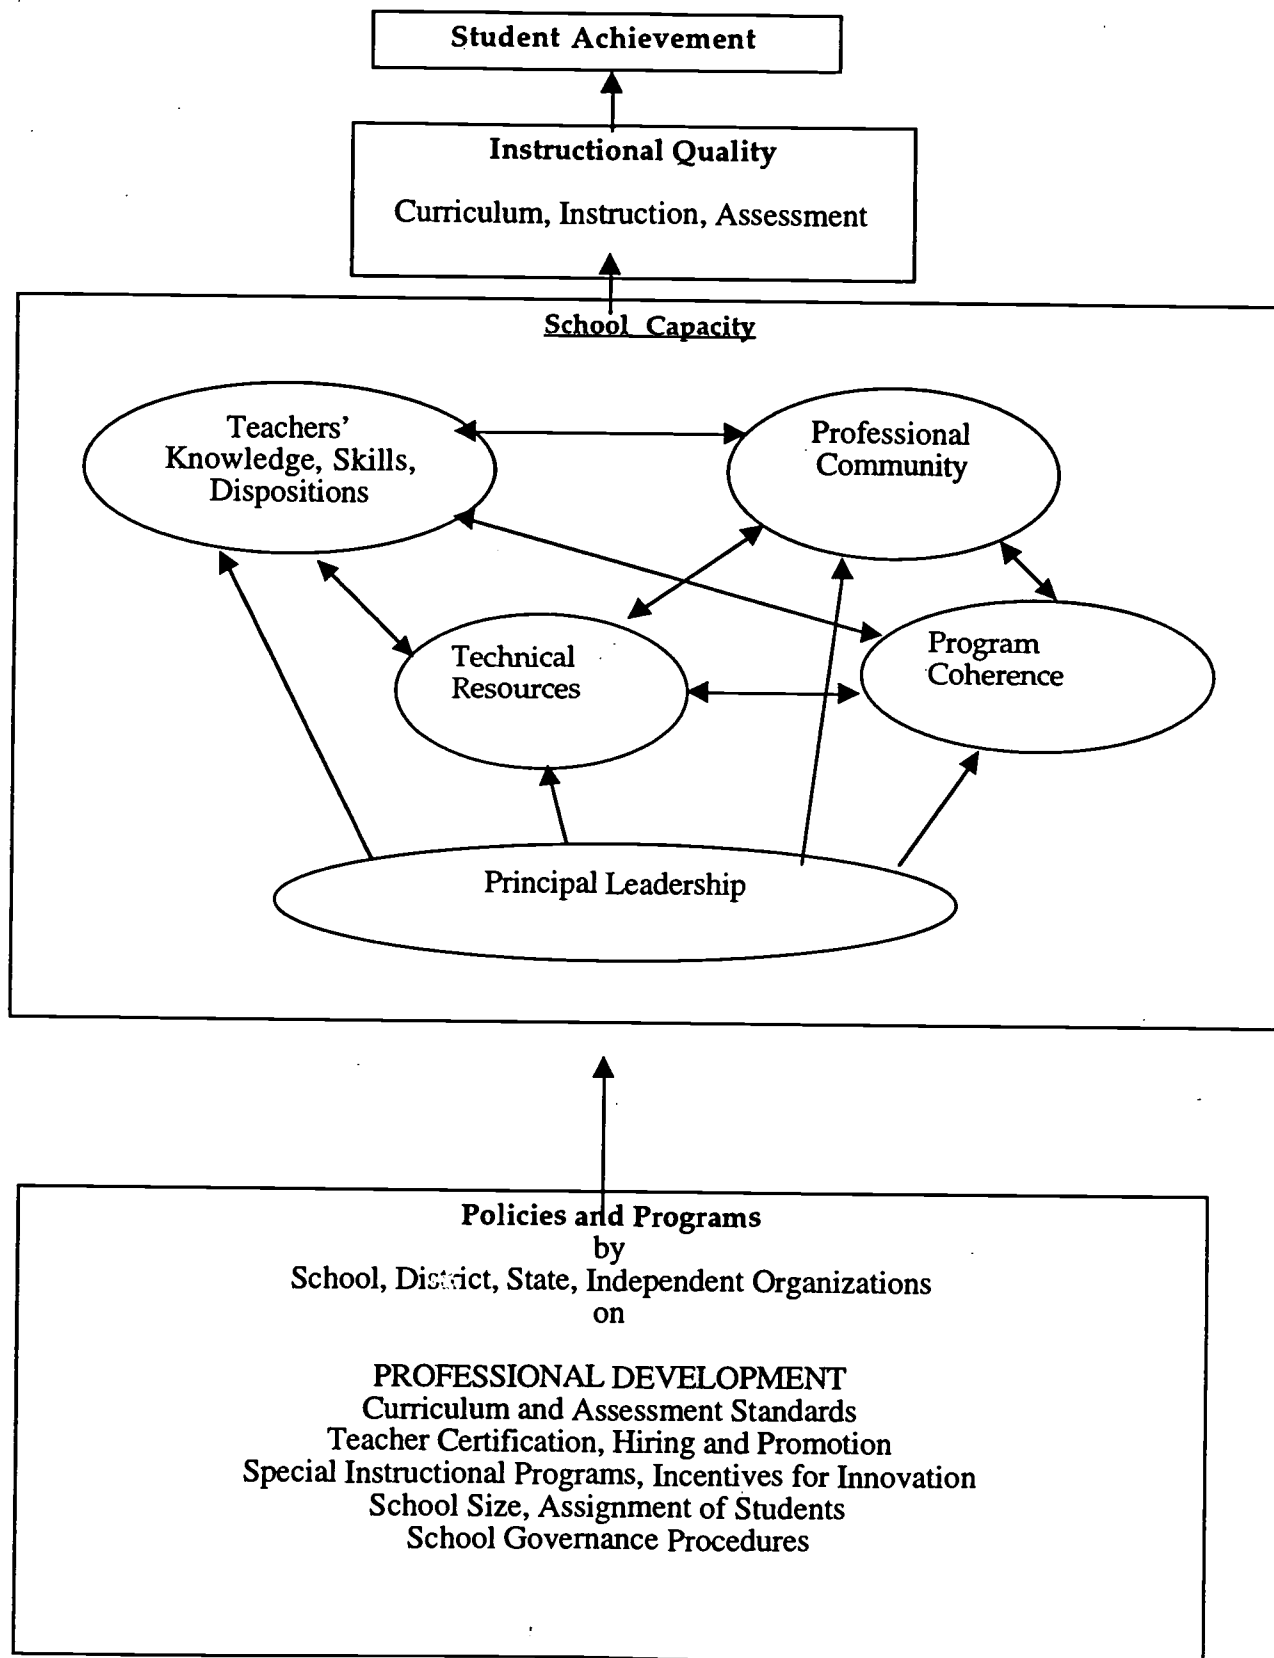 Student Achievement
Instructional Quality
Curriculum, Instruction, Assessment
School Capacity
Teachers'
Knowledge, Skills,
Dispositions
Professional
Community
Technical
Resources
Program
Coherence
Principal Leadership
Policies and Programs
by
School, District, State, Independent Organizations
on
PROFESSIONAL DEVELOPMENT
Curriculum and Assessment Standards
Teacher Certification, Hiring and Promotion
Special Instructional Programs, Incentives for Innovation
School Size, Assignment of Students
School Governance Procedures